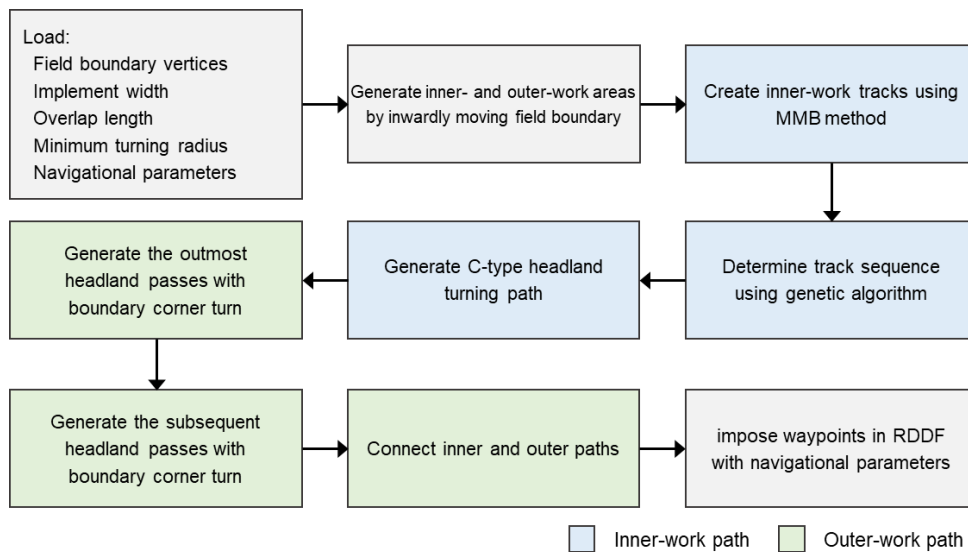 Load:
Field boundary vertices
Implement width
Overlap length
Minimum turning radius
Navigational parameters
Generate inner- and outer-work areas
by inwardly moving field boundary
Create inner-work tracks using
MMB method
Determine track sequence
using genetic algorithm
Generate C-type headland
turning path
Generate the outmost
headland passes with
boundary corner turn
Generate the subsequent
headland passes with
boundary corner turn
Connect inner and outer paths
impose waypoints in RDDF
with navigational parameters
Inner-work path
Outer-work path